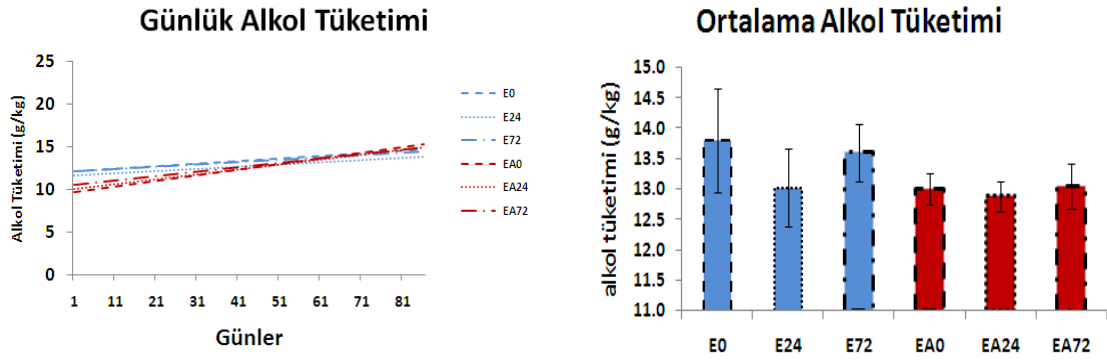 Günlük Alkol Tüketimi
Alkol Tüketimi (g/kg)
25
20
15
10
5
0
1 11 21 31 41 51 61 71 81
Günler
E0
E24
E72
EA0
EA24
EA72
Ortalama Alkol Tüketimi
alkol tüketimi (g/kg)
15.0
14.5
14.0
13.5
13.0
12.5
12.0
11.5
11.0
E0 E24 E72 EA0 EA24 EA72